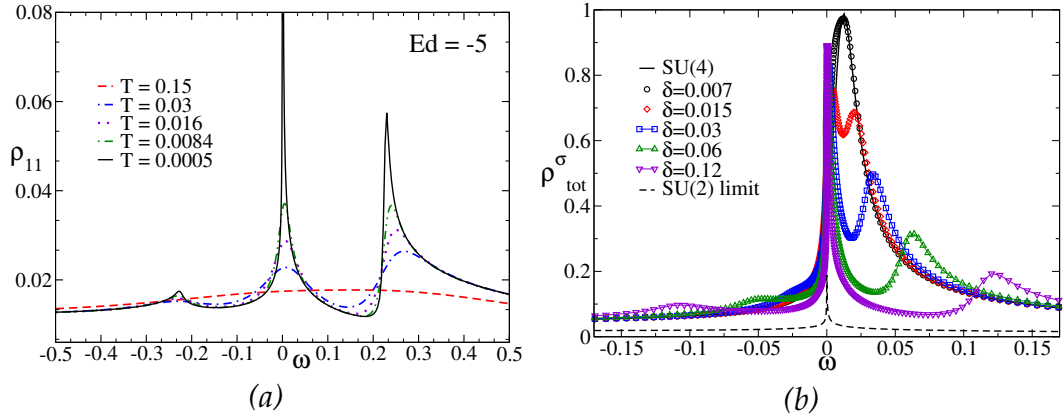 0.08
0.06
0.04
0.02
ρ11
Ed = -5
T = 0.15
T = 0.03
T = 0.016
T = 0.0084
T = 0.0005
-0.5 -0.4 -0.3 -0.2 -0.1 0 0.1 0.2 0.3 0.4 0.5
ω
(a)
1
0.8
0.6
0.4
0.2
0
ρσtot
SU(4)
δ=0.007
δ=0.015
δ=0.03
δ=0.06
δ=0.12
SU(2) limit
-0.15 -0.1 -0.05 0 0.05 0.1 0.15
ω
(b)